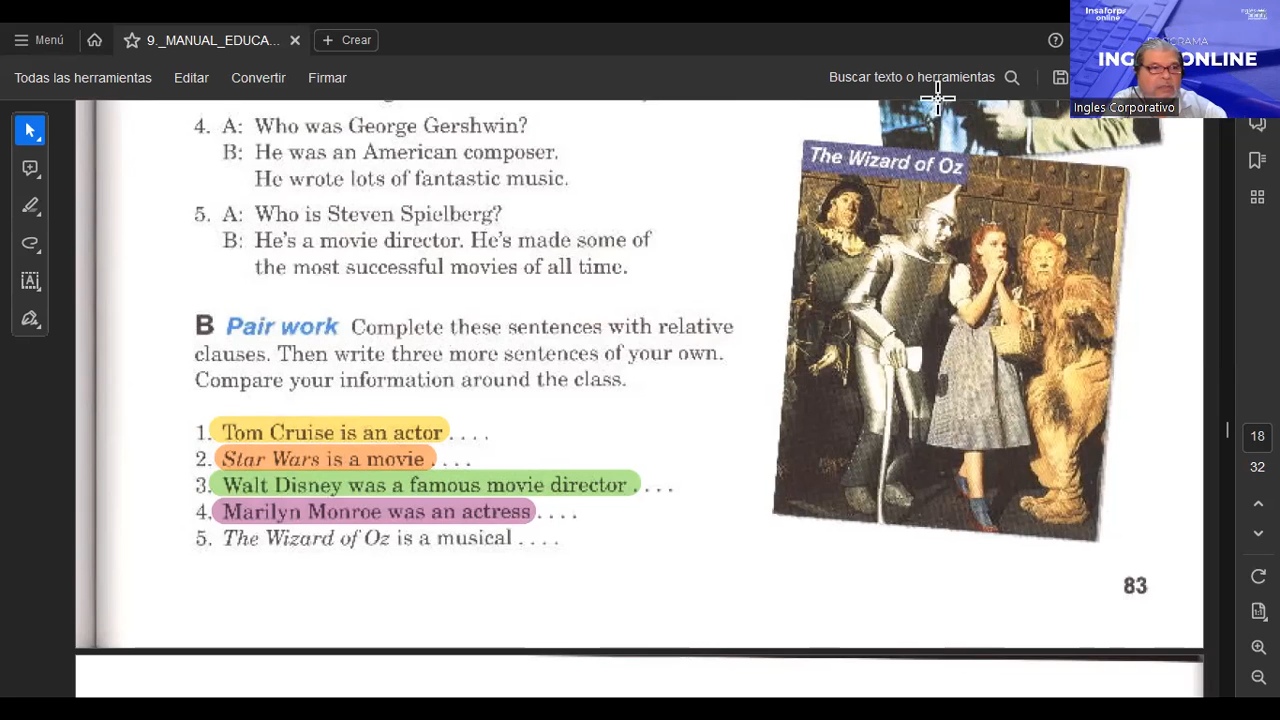 Menú
9._MANUAL_EDUCA...
Crear
Insaforp
online
PROGRAMA
INGLES ONLINE
Ingles Corporativo
Todas las herramientas
Editar
Convertir
Firmar
Buscar texto o herramientas
4. A: Who was George Gershwin?
B: He was an American composer.
He wrote lots of fantastic music.
5. A: Who is Steven Spielberg?
B: He's a movie director. He's made some of
the most successful movies of all time.
The Wizard of Oz
B Pair work Complete these sentences with relative
clauses. Then write three more sentences of your own.
Compare your information around the class.
1. Tom Cruise is an actor . . . .
2. Star Wars is a movie . . . .
3. Walt Disney was a famous movie director . . . .
4. Marilyn Monroe was an actress . . . .
5. The Wizard of Oz is a musical . . . .
83
18
32